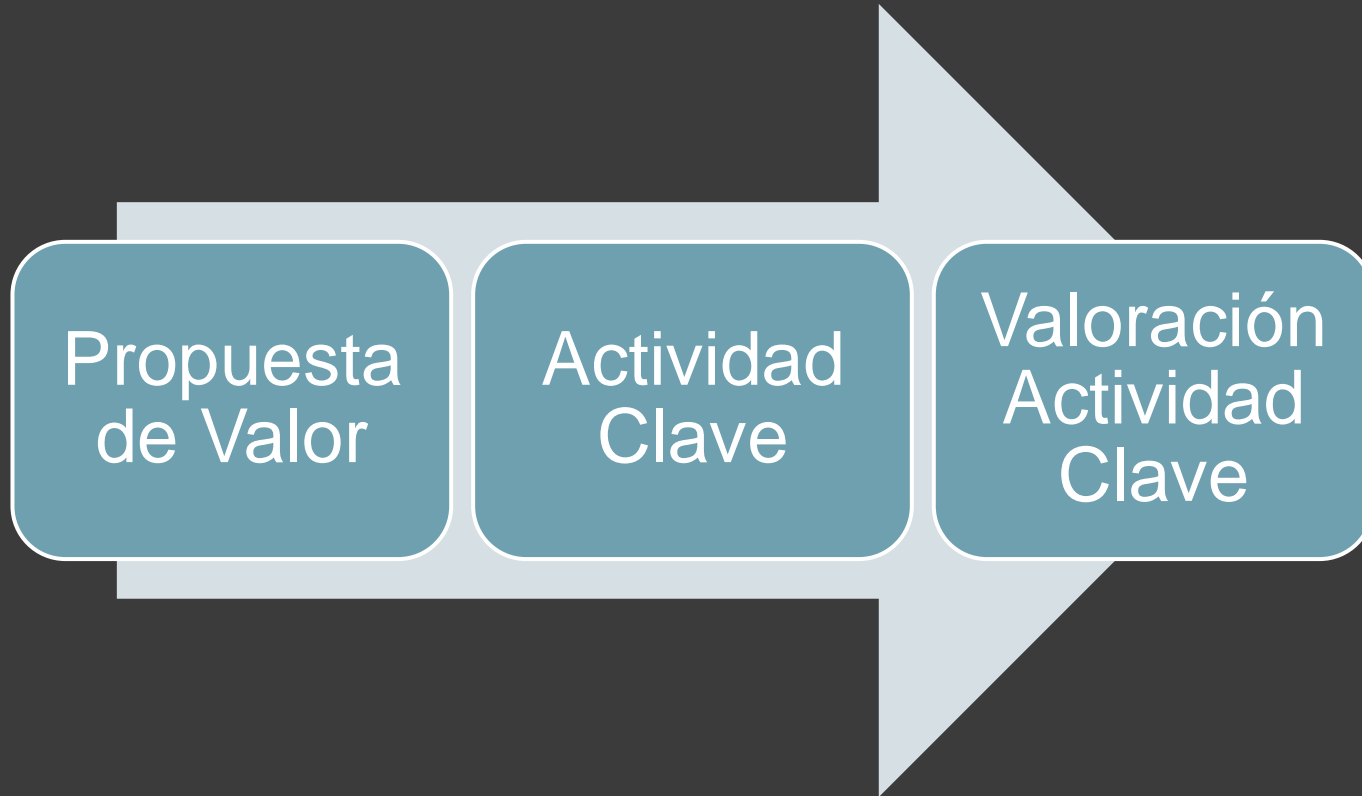 Propuesta
de Valor
Actividad
Clave
Valoración
Actividad
Clave